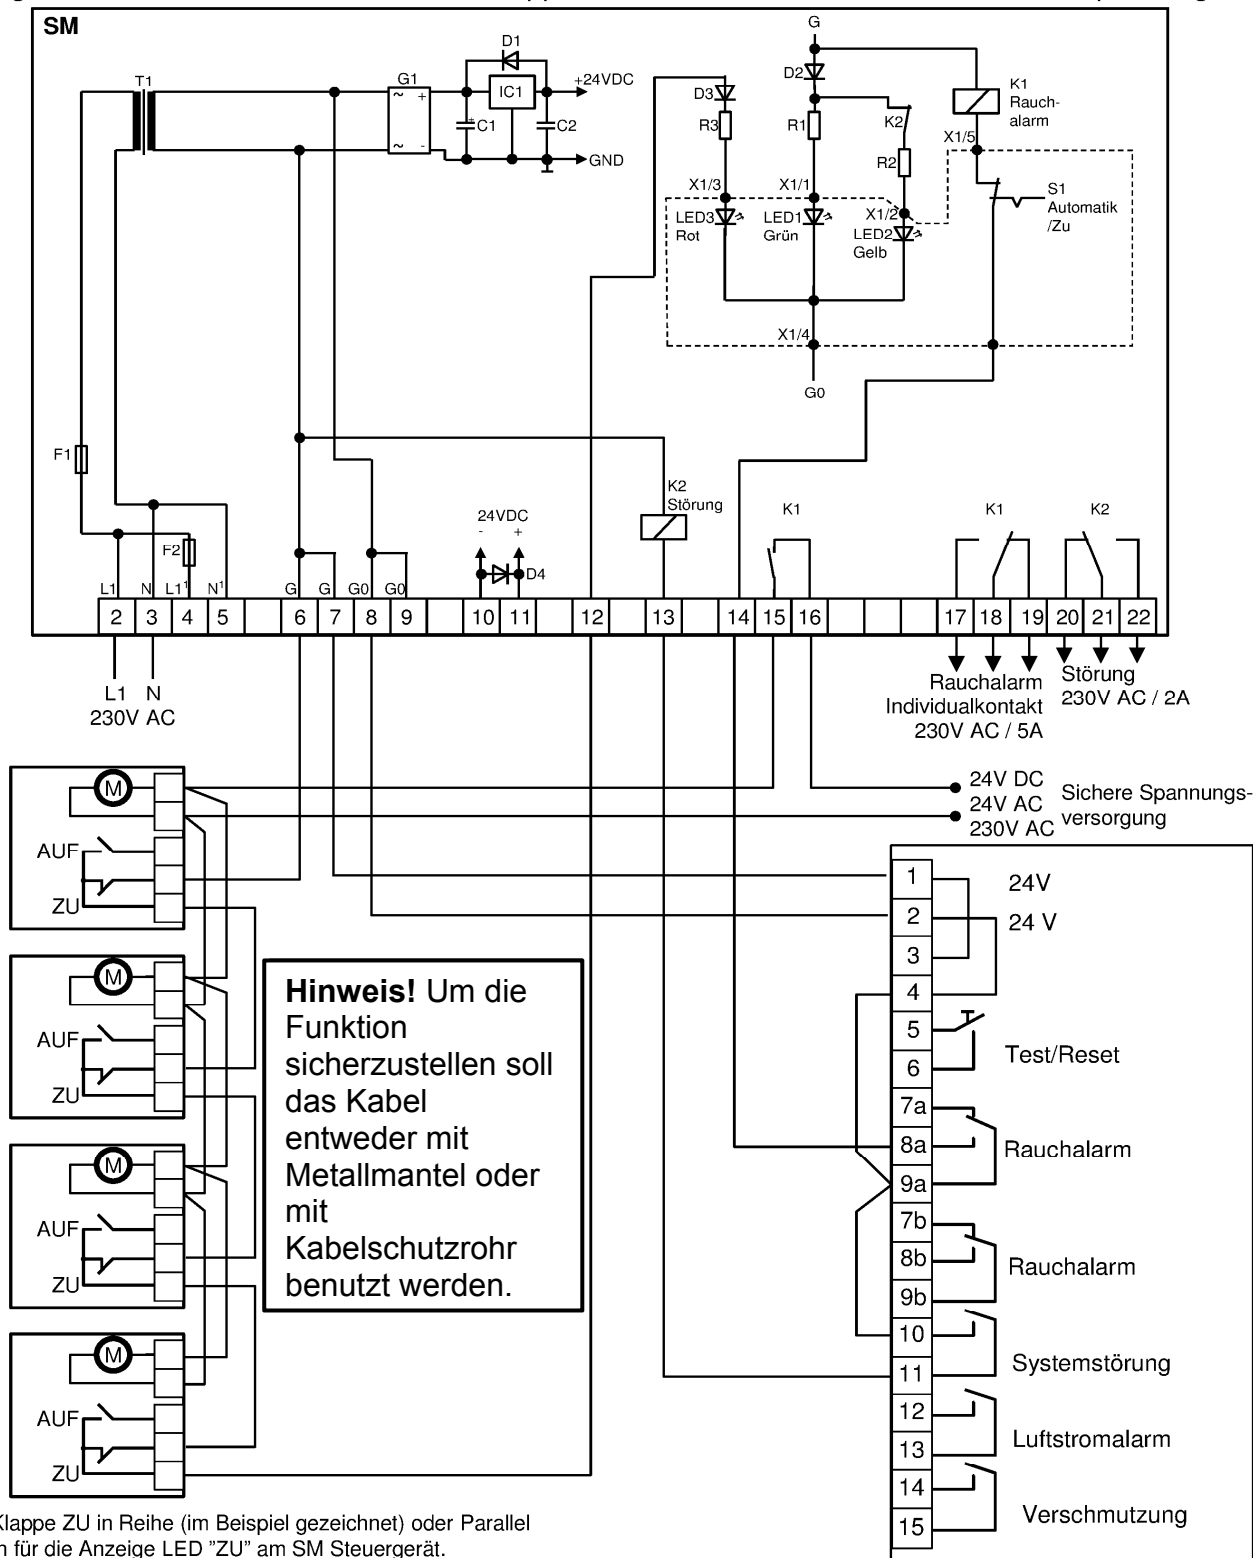 SM
G
D1
T1
G1
+24VDC
D2
K1
Rauch-
alarm
~
+
IC1
D3
C1
C2
R3
R1
K2
X1/5
~
-
GND
R2
X1/3
X1/1
S1
Automatik
/Zu
X1/2
LED3
Rot
LED1
Grün
LED2
Gelb
X1/4
G0
F1
K2
Störung
24VDC
- +
K1
K1
K2
F2
D4
L1 N L1¹ N¹ G G G0 G0
2 3 4 5 6 7 8 9 10 11 12 13 14 15 16 17 18 19 20 21 22
L1 N
230V AC
Rauchalarm
Individualkontakt
230V AC / 5A
Störung
230V AC / 2A
24V DC
24V AC
230V AC
Sichere Spannungs-
versorgung
M
AUF
ZU
M
AUF
ZU
M
AUF
ZU
M
AUF
ZU
Hinweis! Um die
Funktion
sicherzustellen soll
das Kabel
entweder mit
Metallmantel oder
mit
Kabelschutzrohr
benutzt werden.
1 24V
2 24 V
3
4
5
6
Test/Reset
7a
8a
9a
Rauchalarm
7b
8b
9b
Rauchalarm
10
11
Systemstörung
12
13
Luftstromalarm
14
15
Verschmutzung
Klappe ZU in Reihe (im Beispiel gezeichnet) oder Parallel
für die Anzeige LED "ZU" am SM Steuergerät.